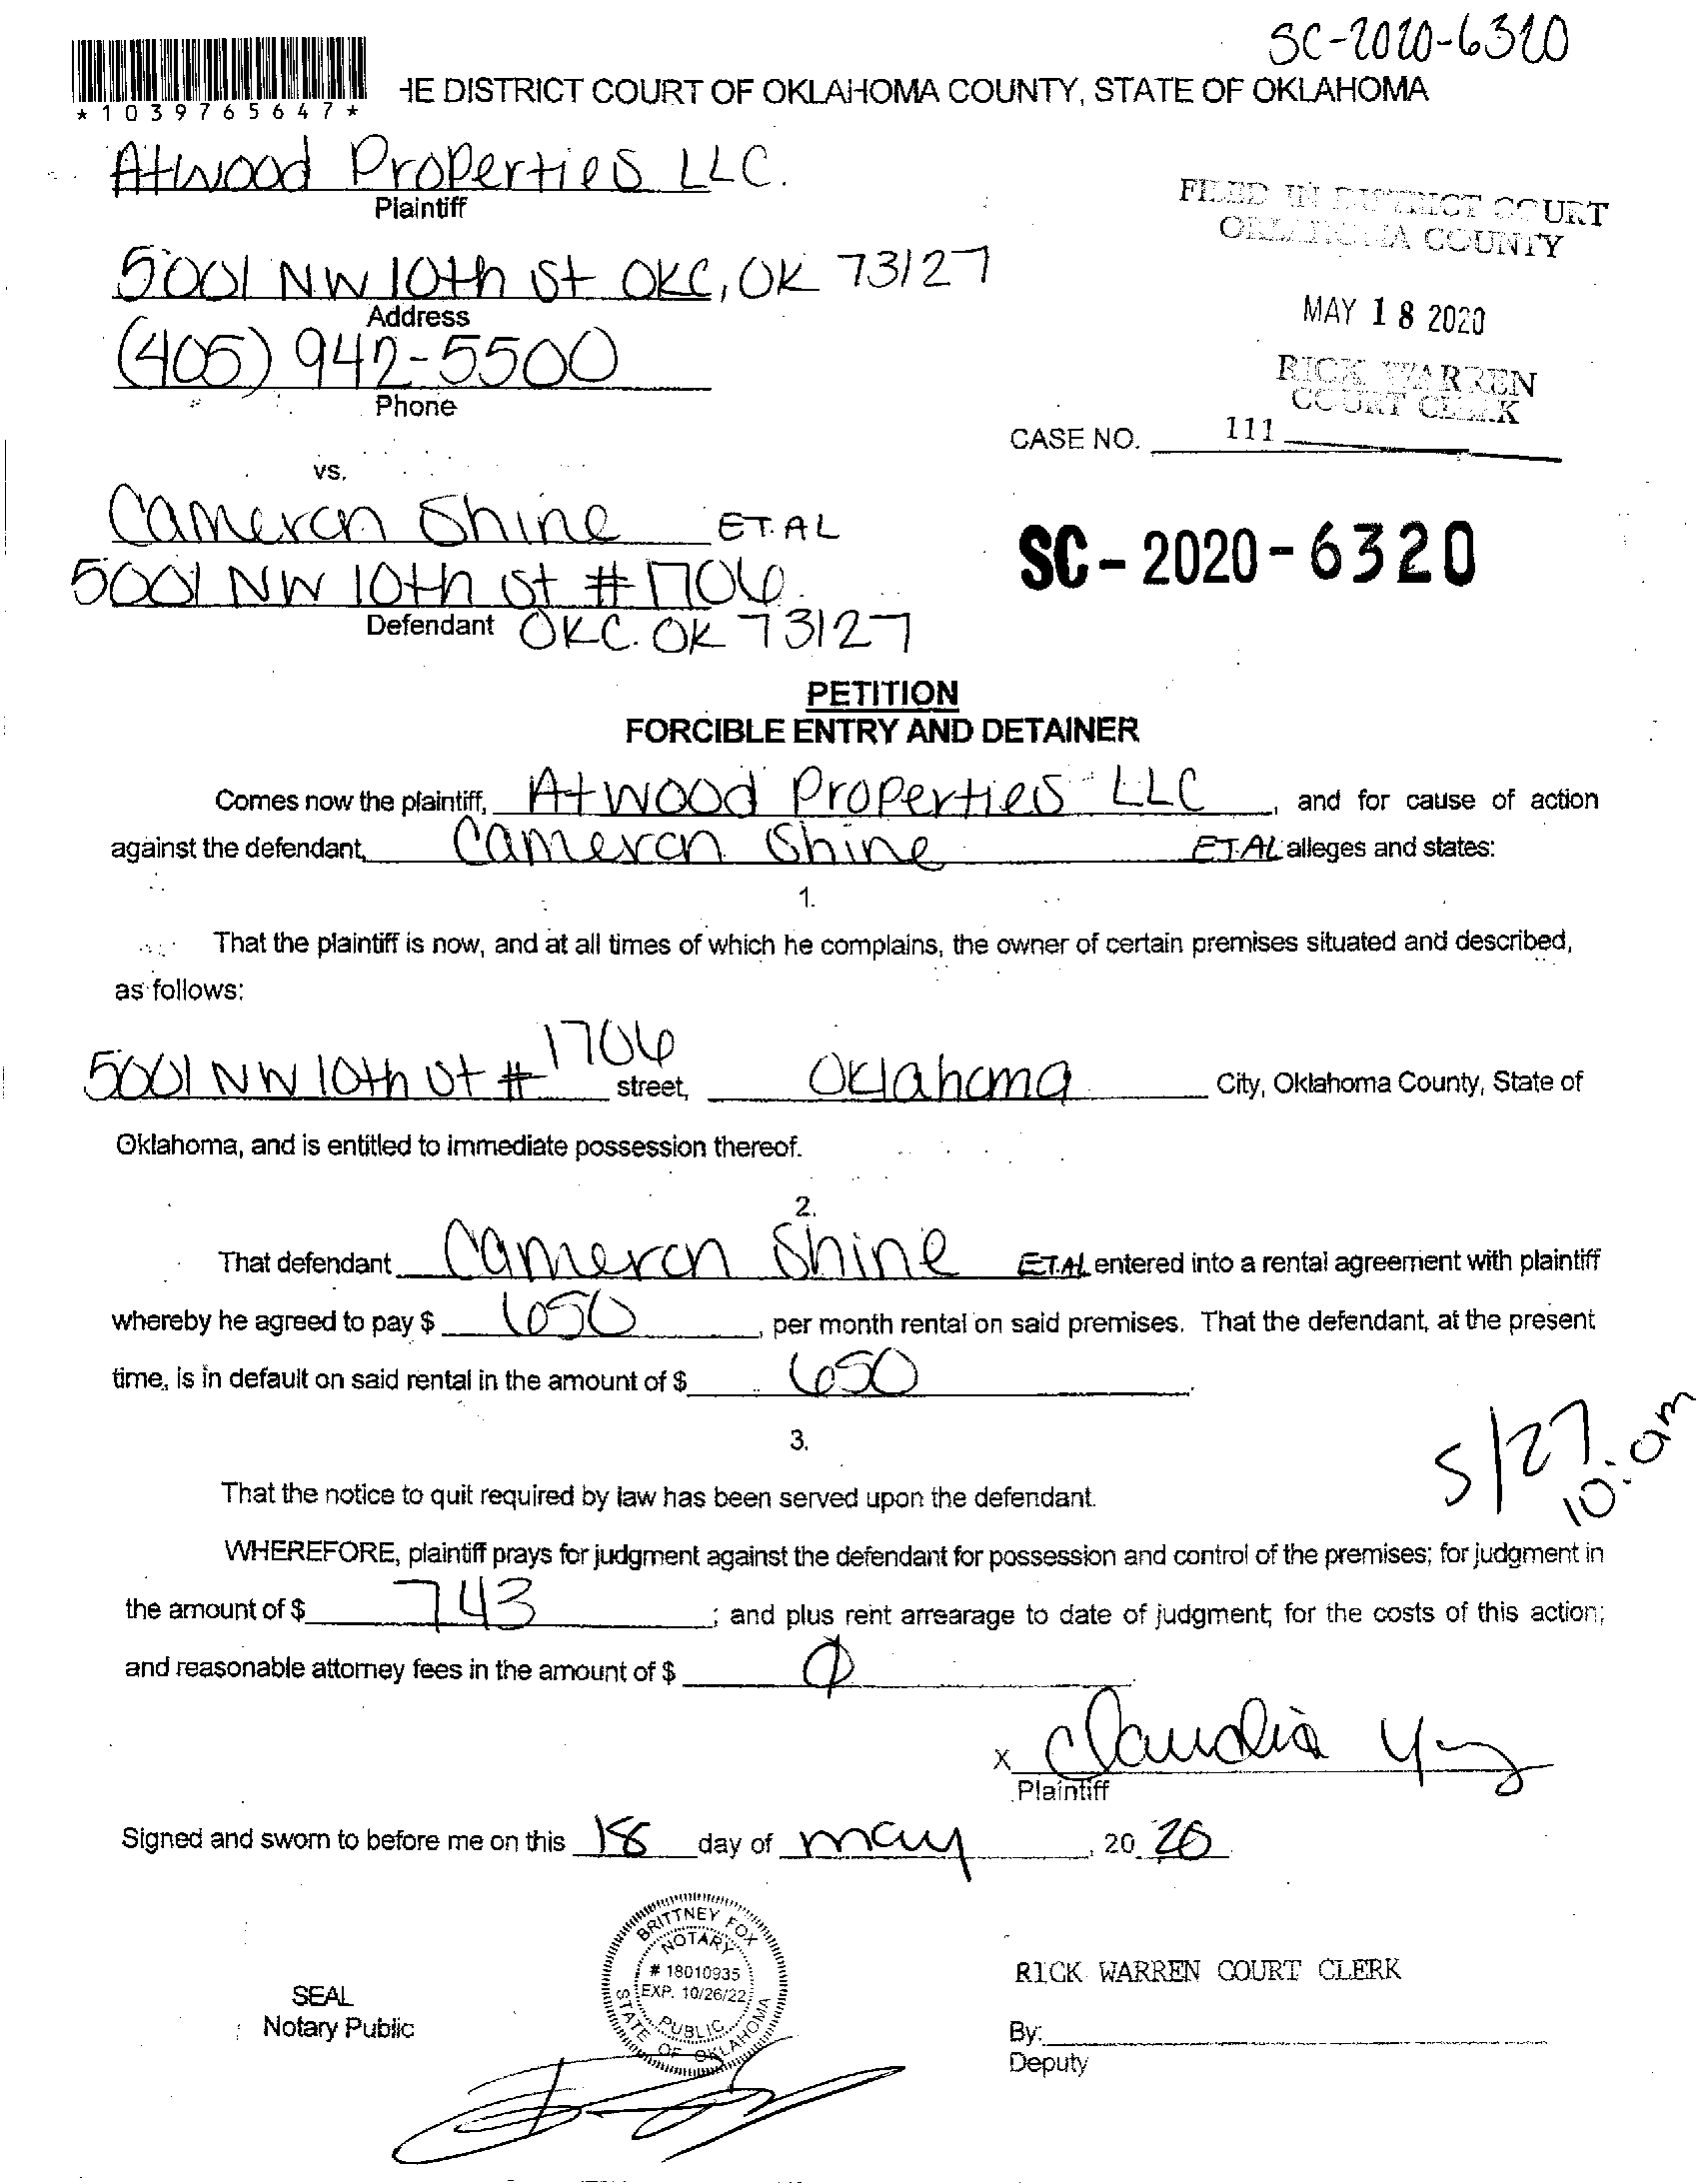 SC-2020-6320
*1039765647*
HE DISTRICT COURT OF OKLAHOMA COUNTY, STATE OF OKLAHOMA
Atwood Properties LLC.
Plaintiff
FILED IN DISTRICT COURT
OKLAHOMA COUNTY
5001 NW 10th St OKC, OK 73127
Address
MAY 18 2020
(405) 942-5500
Phone
RICK WARREN
COURT CLERK
CASE NO. 111
vs.
Cameron Shine ET. AL
5001 NW 10th St #1706
Defendant OKC. OK 73127
SC-2020-6320
PETITION
FORCIBLE ENTRY AND DETAINER
Comes now the plaintiff, Atwood Properties LLC, and for cause of action
against the defendant, Cameron Shine ET.AL alleges and states:
1.
That the plaintiff is now, and at all times of which he complains, the owner of certain premises situated and described,
as follows:
5001 NW 10th St # 1706 street, Oklahoma City, Oklahoma County, State of
Oklahoma, and is entitled to immediate possession thereof.
2.
That defendant Cameron Shine ET.AL entered into a rental agreement with plaintiff
whereby he agreed to pay $ 650, per month rental on said premises. That the defendant, at the present
time, is in default on said rental in the amount of $ 650.
3.
5/27
10:am
That the notice to quit required by law has been served upon the defendant.
WHEREFORE, plaintiff prays for judgment against the defendant for possession and control of the premises; for judgment in
the amount of $ 743; and plus rent arrearage to date of judgment; for the costs of this action;
and reasonable attorney fees in the amount of $ 0
X Claudia
Plaintiff
Signed and sworn to before me on this 18 day of may, 20 20
BRITTNEY FOX
NOTARY
# 18010935
EXP. 10/26/22
PUBLIC
STATE OF OKLAHOMA
SEAL
Notary Public
RICK WARREN COURT CLERK
By:
Deputy